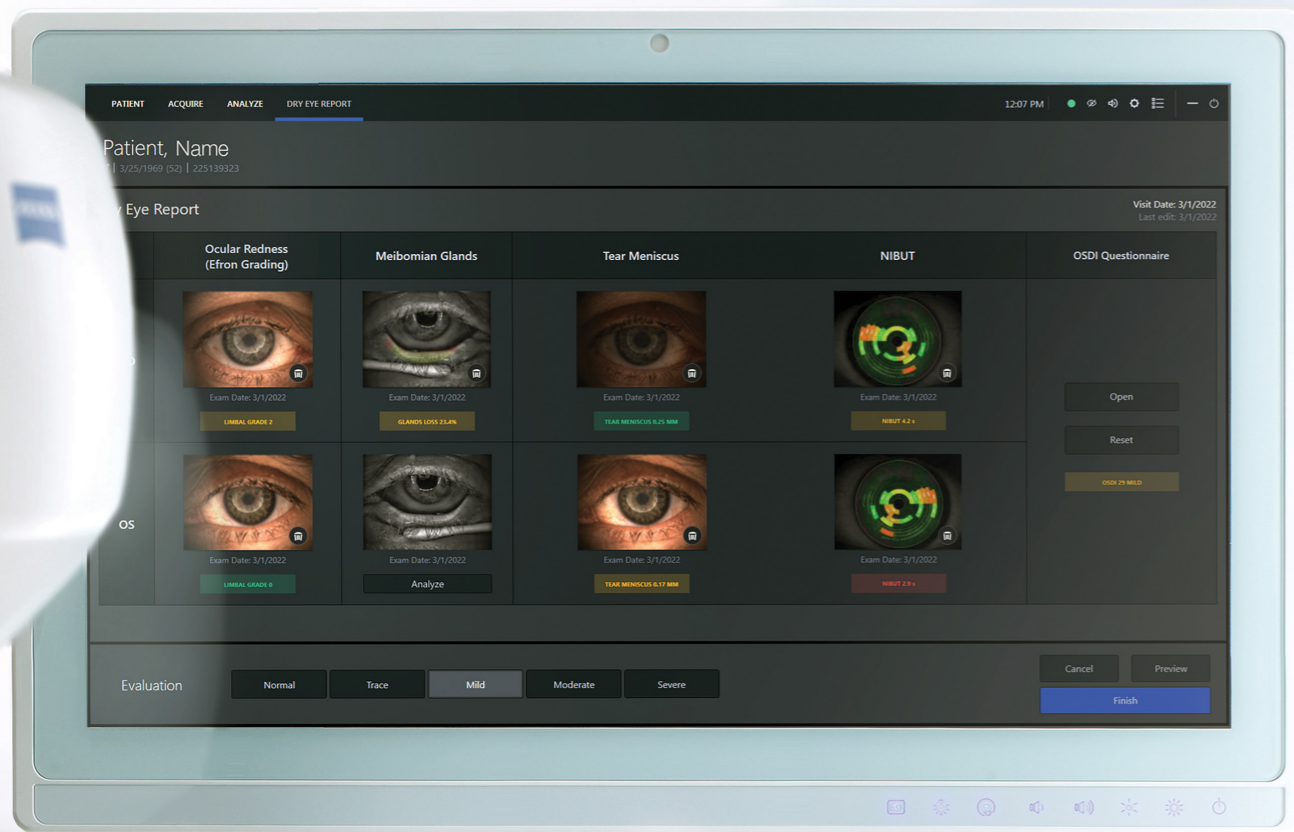 PATIENT ACQUIRE ANALYZE DRY EYE REPORT 12:07 PM
Patient, Name
3/25/1969 (52) | 225139323
Eye Report
Visit Date: 3/1/2022
Last edit: 3/1/2022
Ocular Redness
(Efron Grading)
Meibomian Glands
Tear Meniscus
NIBUT
OSDI Questionnaire
Exam Date: 3/1/2022
Exam Date: 3/1/2022
Exam Date: 3/1/2022
Exam Date: 3/1/2022
LIMBAL GRADE 2
GLANDS LOSS 23.4%
TEAR MENISCUS 0.25 MM
NIBUT 4.2 s
Open
Reset
OSDI 29 MILD
OS
Exam Date: 3/1/2022
Exam Date: 3/1/2022
Exam Date: 3/1/2022
Exam Date: 3/1/2022
LIMBAL GRADE 0
Analyze
TEAR MENISCUS 0.17 MM
NIBUT 2.9 s
Evaluation
Normal
Trace
Mild
Moderate
Severe
Cancel
Preview
Finish